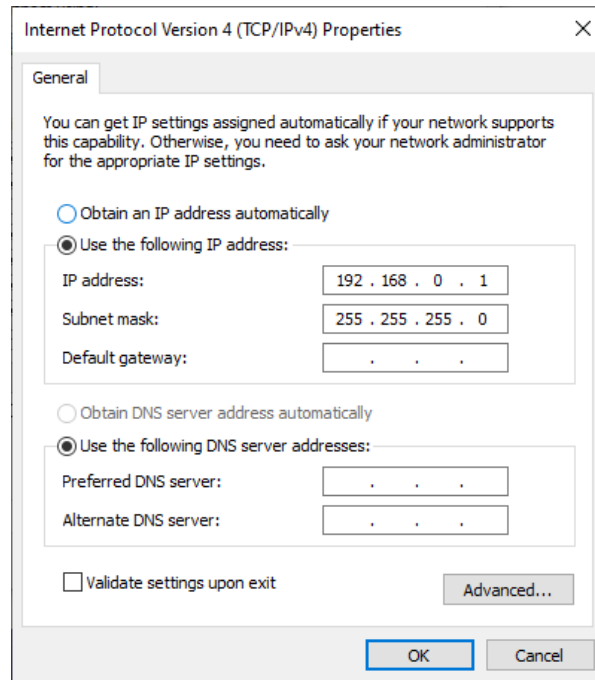 Internet Protocol Version 4 (TCP/IPv4) Properties
General
You can get IP settings assigned automatically if your network supports
this capability. Otherwise, you need to ask your network administrator
for the appropriate IP settings.
Obtain an IP address automatically
Use the following IP address:
IP address: 192 . 168 . 0 . 1
Subnet mask: 255 . 255 . 255 . 0
Default gateway: . . .
Obtain DNS server address automatically
Use the following DNS server addresses:
Preferred DNS server: . . .
Alternate DNS server: . . .
Validate settings upon exit
Advanced...
OK Cancel